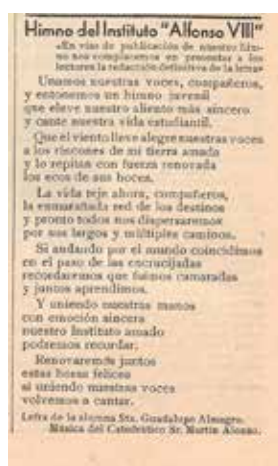 Himno del Instituto "Alfonso VIII"
«En vías de publicación de nuestro Him-
no nos complacemos en presentar a los
lectores la redacción definitiva de la letra»
Unamos nuestras voces, compañeros,
y entonemos un himno juvenil
que eleve nuestro aliento más sincero
y cante nuestra vida estudiantil.
Que el viento lleve alegre nuestras voces
a los rincones de mi tierra amada
y lo repitan con fuerza renovada
los ecos de sus hoces.
La vida teje ahora, compañeros,
la enmarañada red de los destinos
y pronto todos nos dispersaremos
por sus largos y múltiples caminos.
Si andando por el mundo coincidimos
en el paso de las encrucijadas
recordaremos que fuimos camaradas
y juntos aprendimos.
Y uniendo nuestras manos
con emoción sincera
nuestro Instituto amado
podremos recordar.
Renovaremos juntos
estas horas felices
si uniendo nuestras voces
volvemos a cantar.
Letra de la alumna Sta. Guadalupe Almagro.
Música del Catedrático Sr. Martín Alonso.